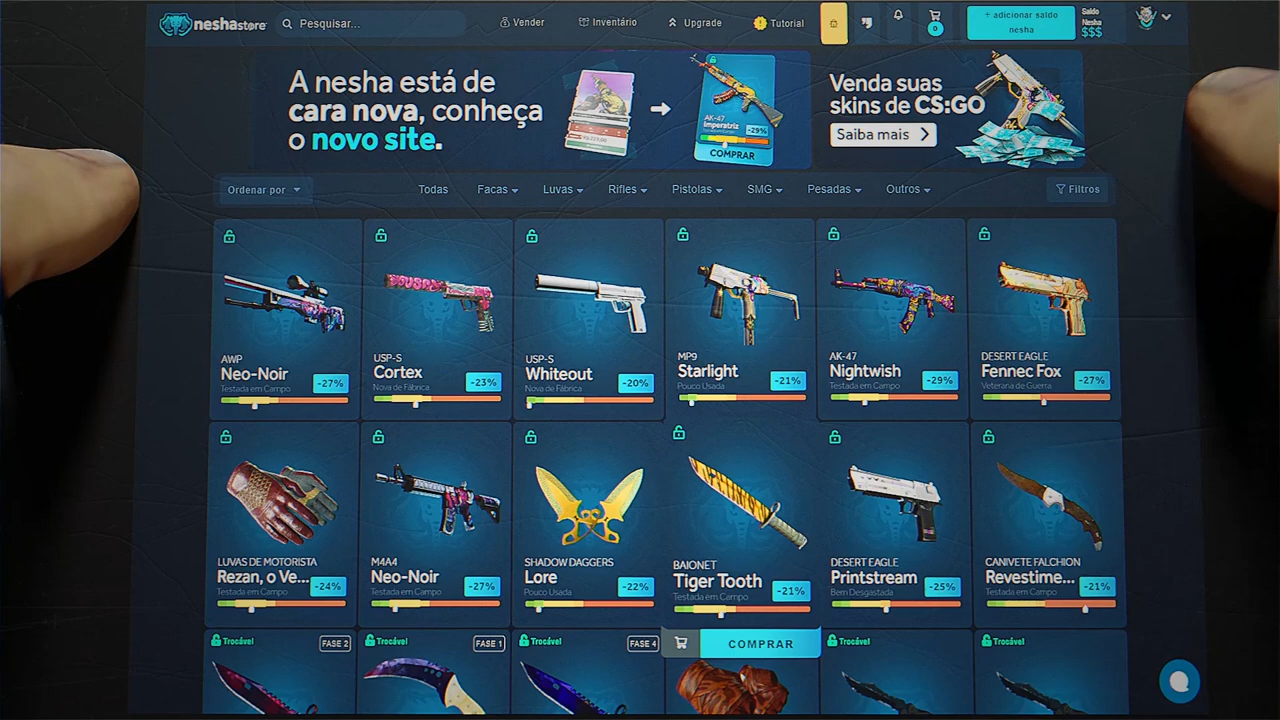 neshastore
Pesquisar...
Vender
Inventário
Upgrade
Tutorial
0
+ adicionar saldo
nesha
Saldo
Nesha
$$$
A nesha está de
cara nova, conheça
o novo site.
AK-47
Imperatriz
-29%
COMPRAR
Venda suas
skins de CS:GO
Saiba mais
Ordenar por
Todas
Facas
Luvas
Rifles
Pistolas
SMG
Pesadas
Outros
Filtros
AWP
Neo-Noir
Testada em Campo
-27%
USP-S
Cortex
Nova de Fábrica
-23%
USP-S
Whiteout
Nova de Fábrica
-20%
MP9
Starlight
Pouco Usada
-21%
AK-47
Nightwish
Testada em Campo
-29%
DESERT EAGLE
Fennec Fox
Veterana de Guerra
-27%
LUVAS DE MOTORISTA
Rezan, o Ve...
Testada em Campo
-24%
M4A4
Neo-Noir
Testada em Campo
-27%
SHADOW DAGGERS
Lore
Pouco Usada
-22%
BAIONET
Tiger Tooth
Testada em Campo
-21%
DESERT EAGLE
Printstream
Bem Desgastada
-25%
CANIVETE FALCHION
Revestime...
Testada em Campo
-21%
Trocável
FASE 2
Trocável
FASE 1
Trocável
FASE 4
COMPRAR
Trocável
Trocável